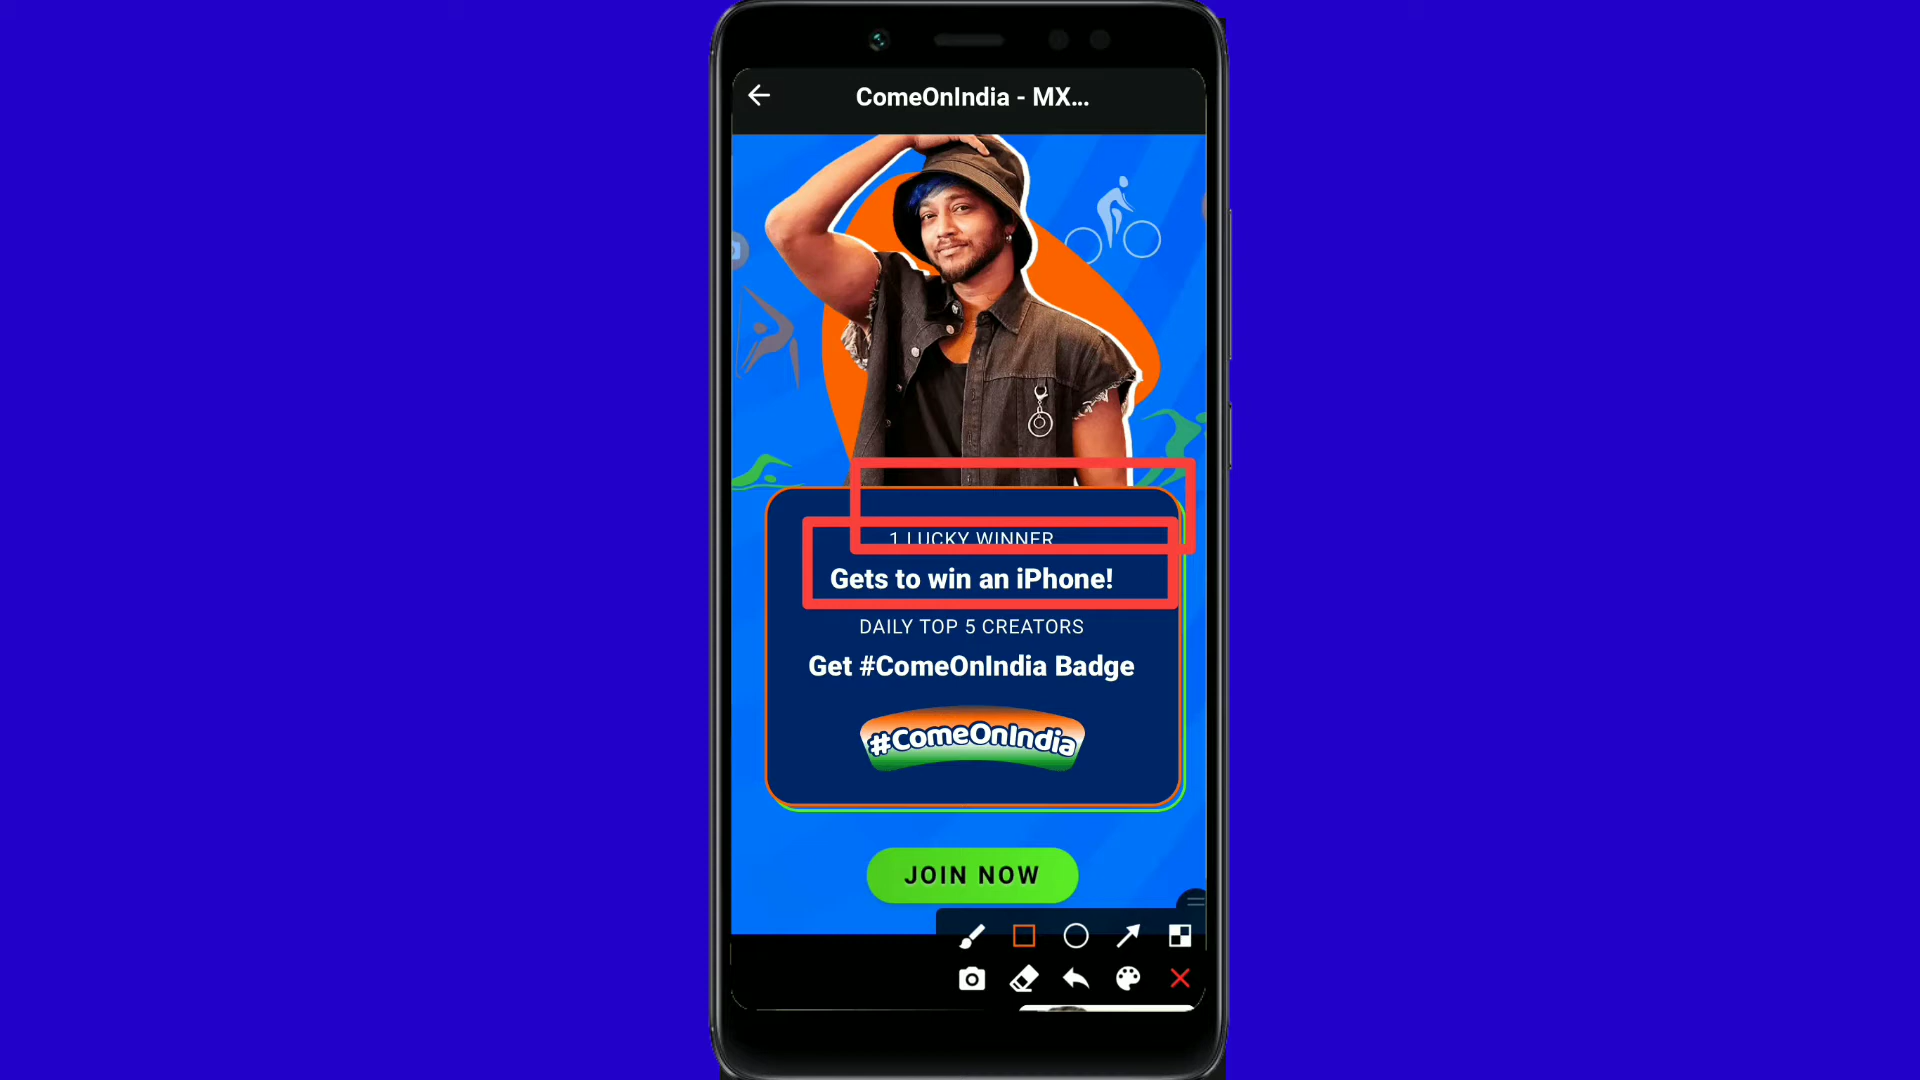 ComeOnIndia - MX...
1 LUCKY WINNER
Gets to win an iPhone!
DAILY TOP 5 CREATORS
Get #ComeOnIndia Badge
#ComeOnIndia
JOIN NOW